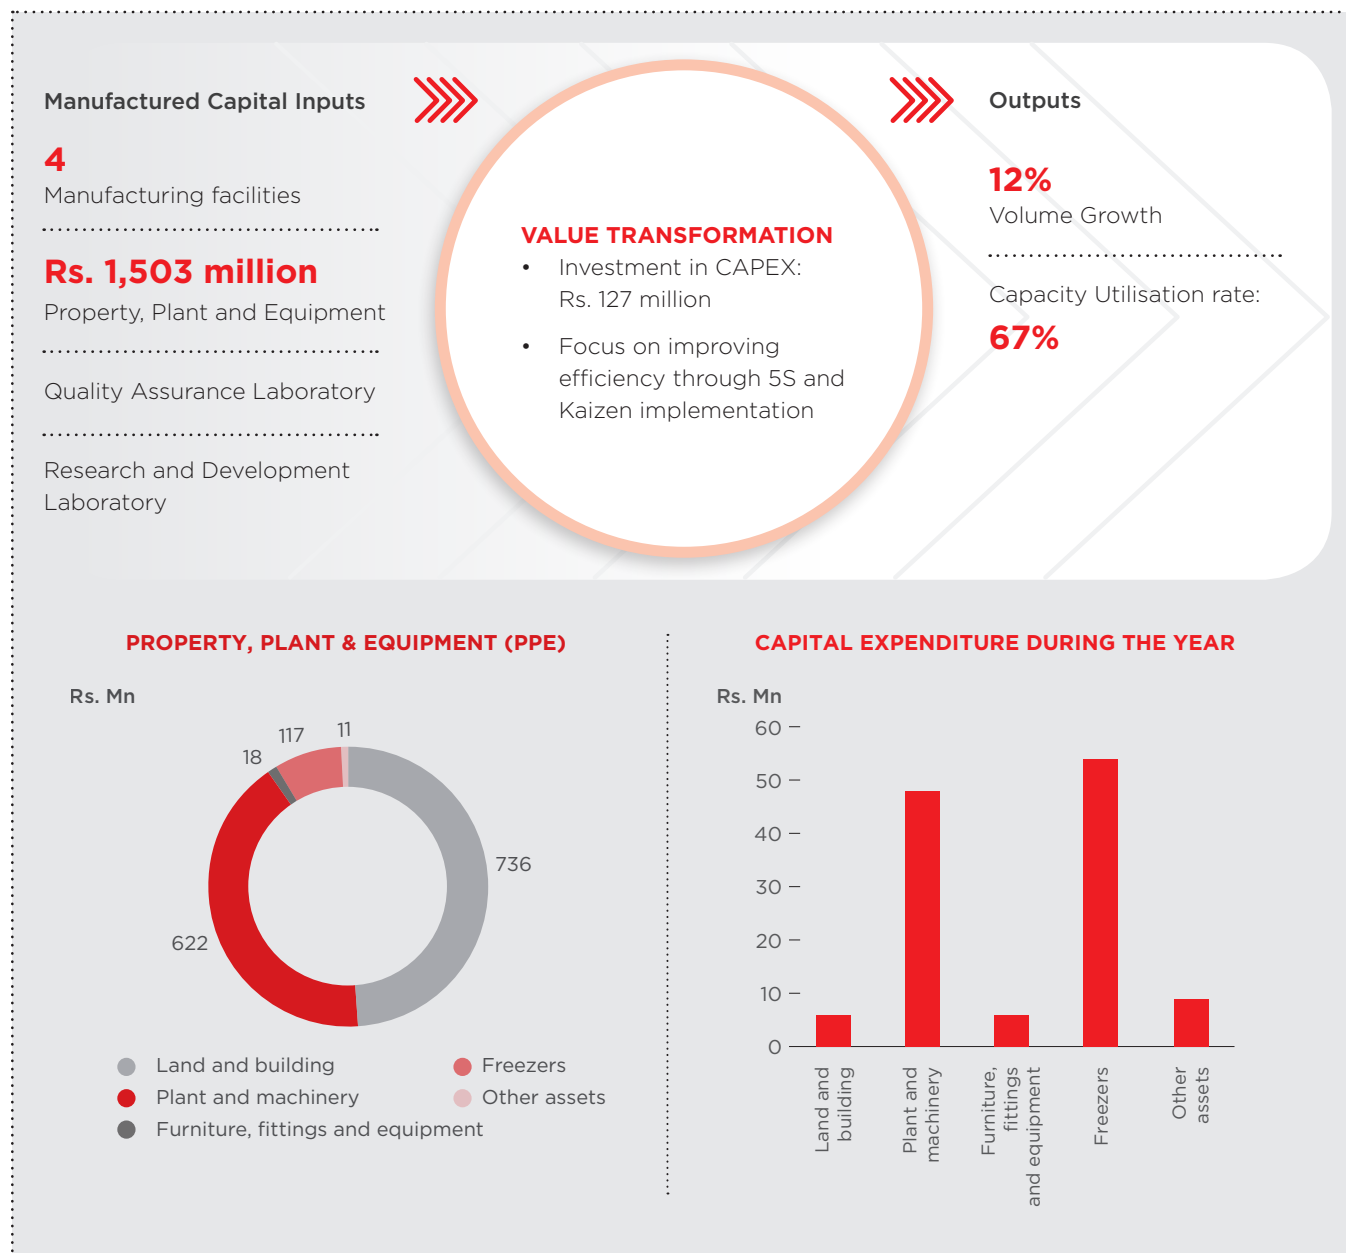 Manufactured Capital Inputs
4
Manufacturing facilities
Rs. 1,503 million
Property, Plant and Equipment
Quality Assurance Laboratory
Research and Development
Laboratory
VALUE TRANSFORMATION
• Investment in CAPEX:
Rs. 127 million
• Focus on improving
efficiency through 5S and
Kaizen implementation
Outputs
12%
Volume Growth
Capacity Utilisation rate:
67%
PROPERTY, PLANT & EQUIPMENT (PPE)
Rs. Mn
11
117
18
736
622
Land and building
Plant and machinery
Furniture, fittings and equipment
Freezers
Other assets
CAPITAL EXPENDITURE DURING THE YEAR
Rs. Mn
60
50
40
30
20
10
0
Land and
building
Plant and
machinery
Furniture,
fittings
and equipment
Freezers
Other
assets